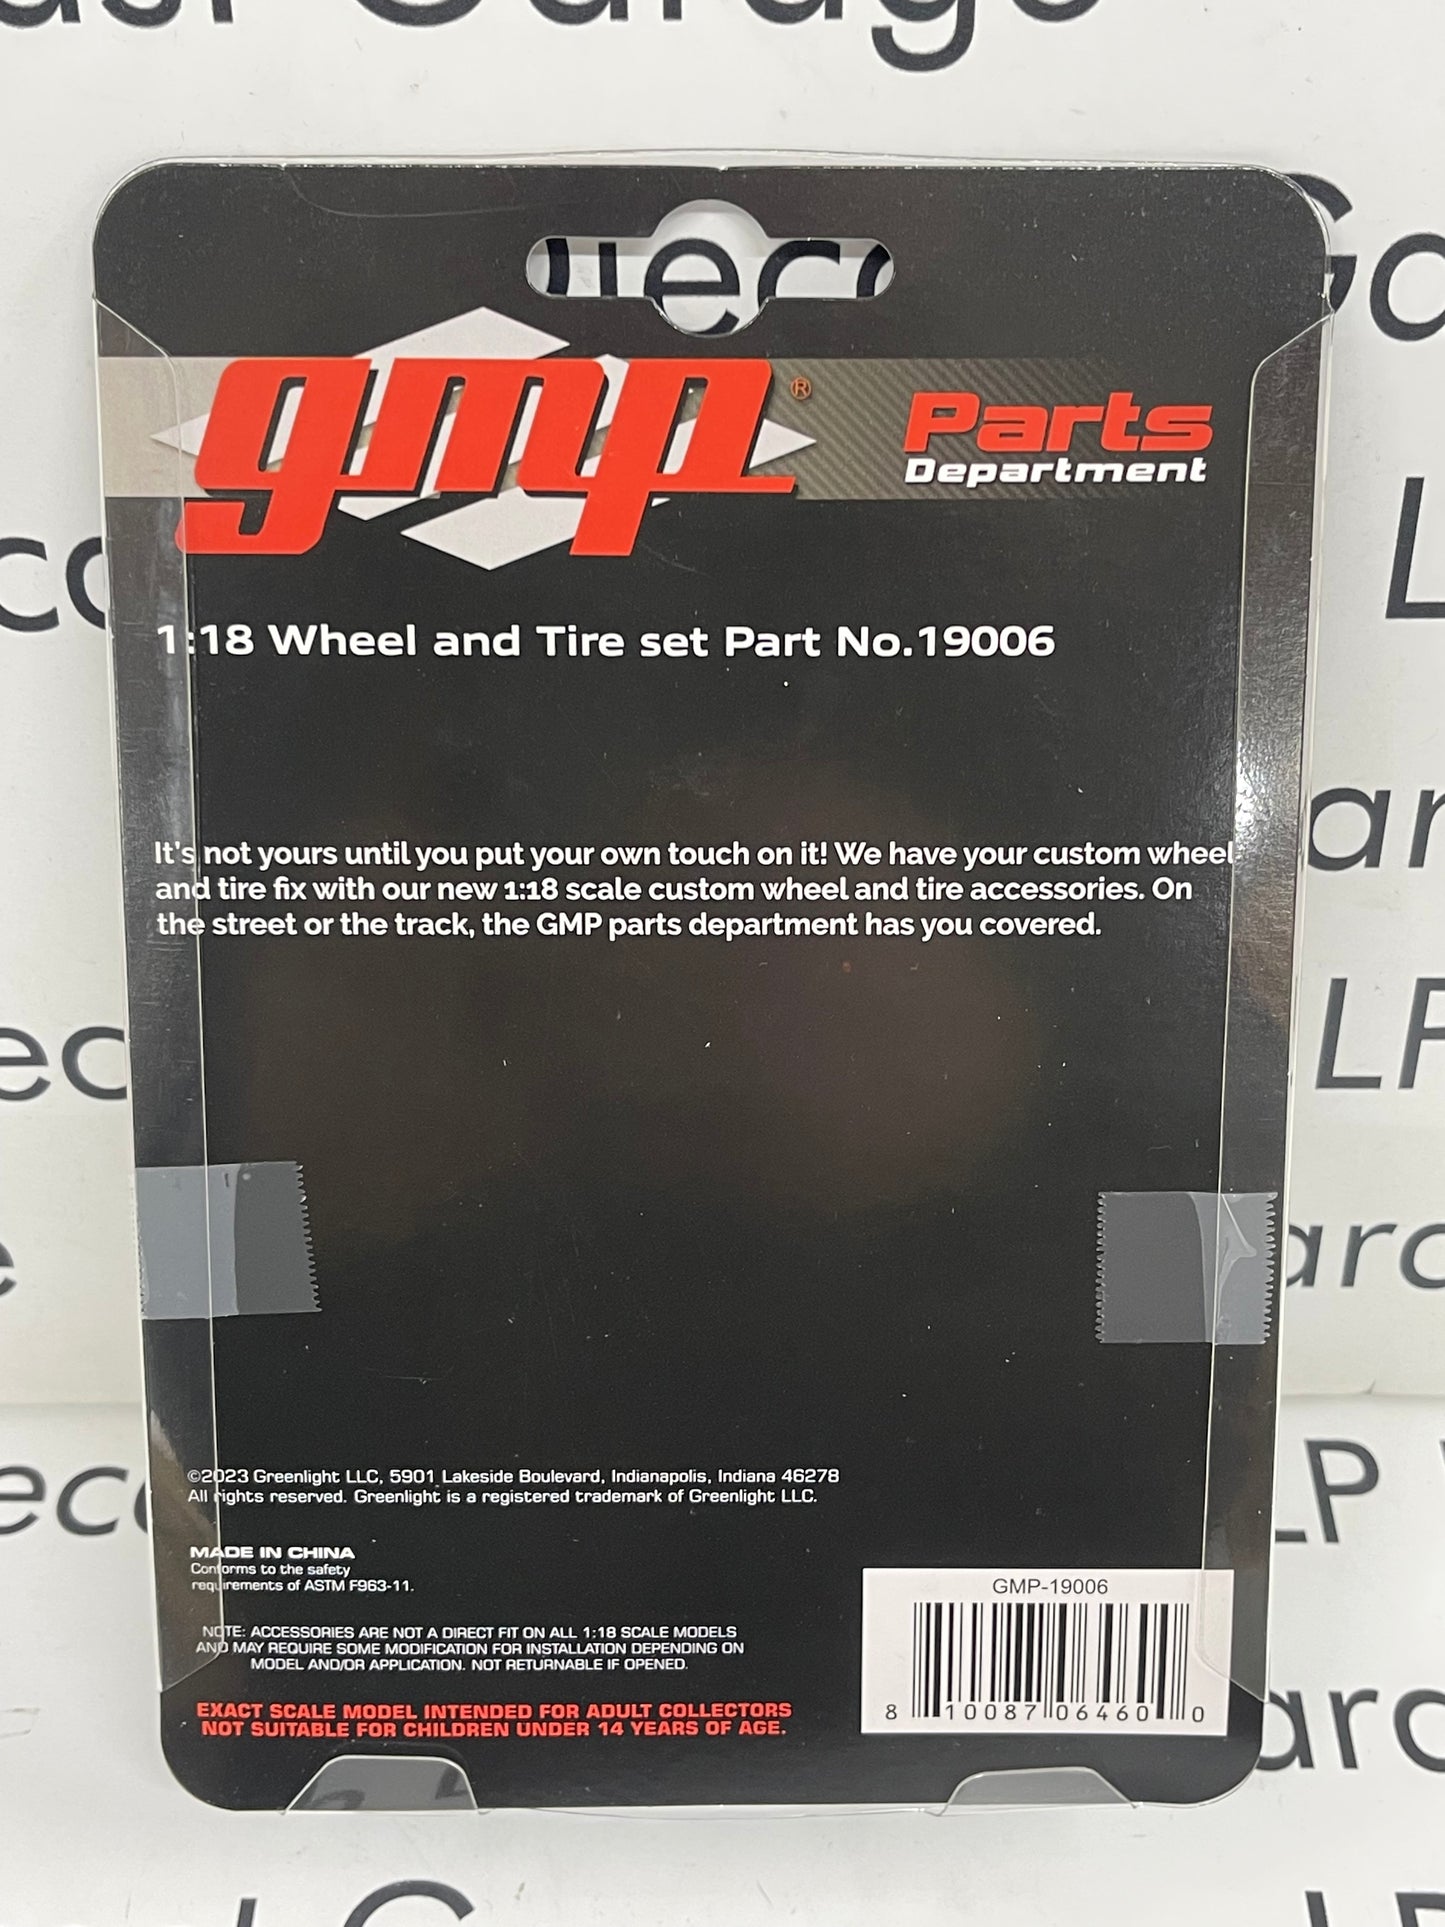 gmp®
Parts
Department
1:18 Wheel and Tire set Part No.19006
It's not yours until you put your own touch on it! We have your custom wheel
and tire fix with our new 1:18 scale custom wheel and tire accessories. On
the street or the track, the GMP parts department has you covered.
©2023 Greenlight LLC, 5901 Lakeside Boulevard, Indianapolis, Indiana 46278
All rights reserved. Greenlight is a registered trademark of Greenlight LLC.
MADE IN CHINA
Conforms to the safety
requirements of ASTM F963-11.
NOTE: ACCESSORIES ARE NOT A DIRECT FIT ON ALL 1:18 SCALE MODELS
AND MAY REQUIRE SOME MODIFICATION FOR INSTALLATION DEPENDING ON
MODEL AND/OR APPLICATION. NOT RETURNABLE IF OPENED.
EXACT SCALE MODEL INTENDED FOR ADULT COLLECTORS
NOT SUITABLE FOR CHILDREN UNDER 14 YEARS OF AGE.
GMP-19006
8 10087 06460 0